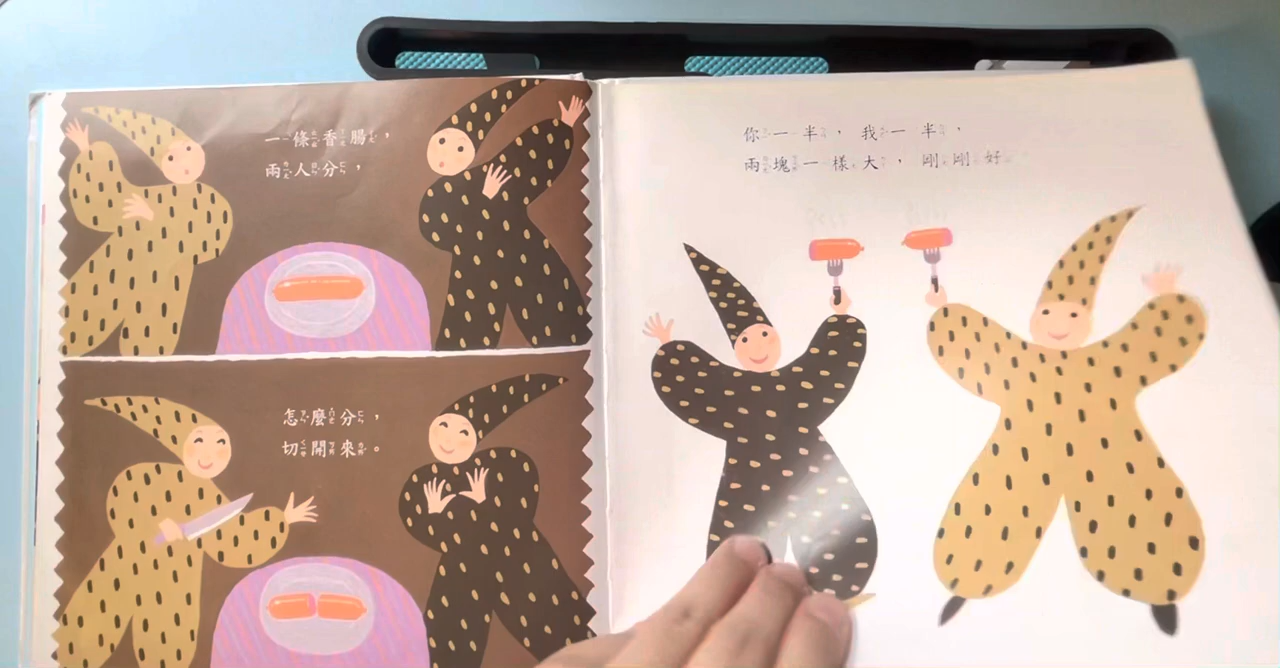 一條香腸，
兩人分，
怎麼分，
切開來。
你一半，我一半，
兩塊一樣大，剛剛好